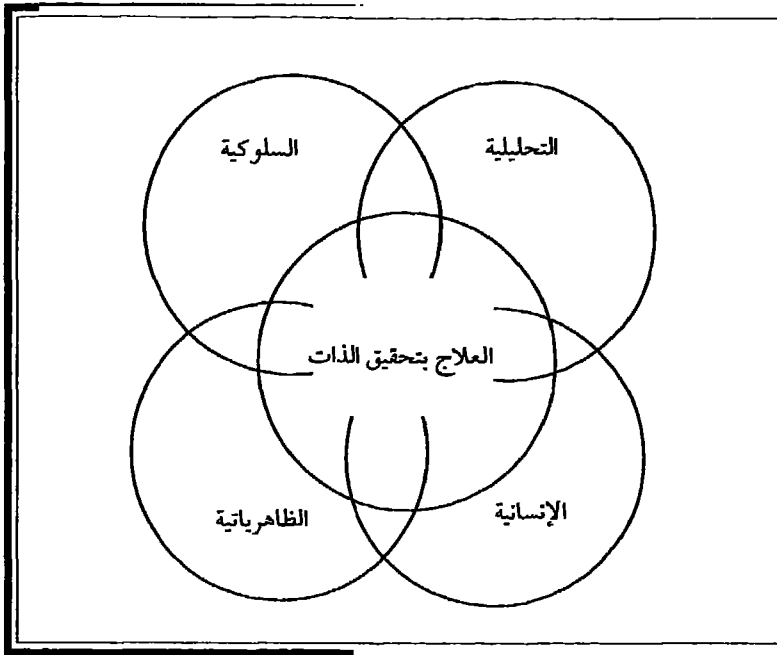 التحليلية
السلوكية
العلاج بتحقيق الذات
الإنسانية
الظاهرياتية